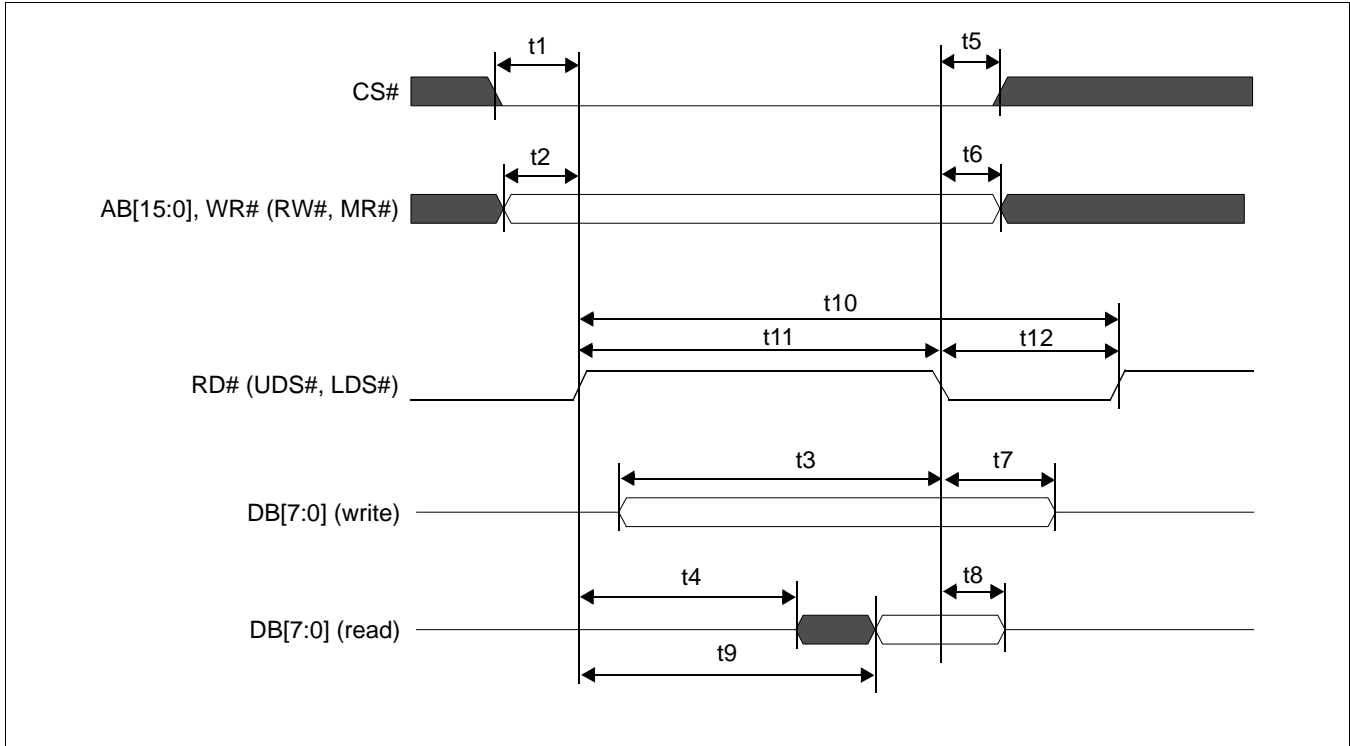 t1
t5
CS#
t2
t6
AB[15:0], WR# (RW#, MR#)
t10
t11
t12
RD# (UDS#, LDS#)
t3
t7
DB[7:0] (write)
t4
t8
DB[7:0] (read)
t9